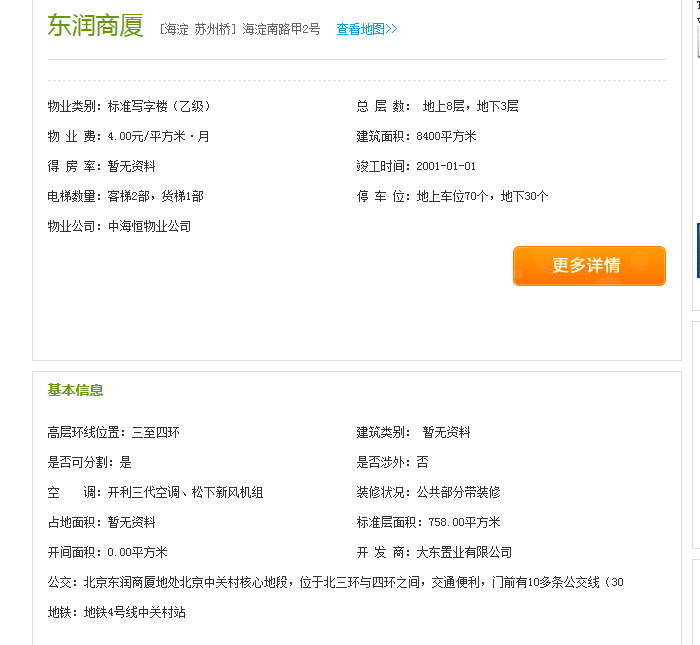 东润商厦 [海淀 苏州桥] 海淀南路甲2号 查看地图>>
物业类别：标准写字楼（乙级） 总 层 数： 地上8层，地下3层
物 业 费：4.00元/平方米·月 建筑面积：8400平方米
得 房 率：暂无资料 竣工时间：2001-01-01
电梯数量：客梯2部，货梯1部 停 车 位：地上车位70个，地下30个
物业公司：中海恒物业公司
更多详情
基本信息
高层环线位置：三至四环 建筑类别： 暂无资料
是否可分割：是 是否涉外：否
空 调：开利三代空调、松下新风机组 装修状况：公共部分带装修
占地面积：暂无资料 标准层面积：758.00平方米
开间面积：0.00平方米 开 发 商：大东置业有限公司
公交：北京东润商厦地处北京中关村核心地段，位于北三环与四环之间，交通便利，门前有10多条公交线（30
地铁：地铁4号线中关村站